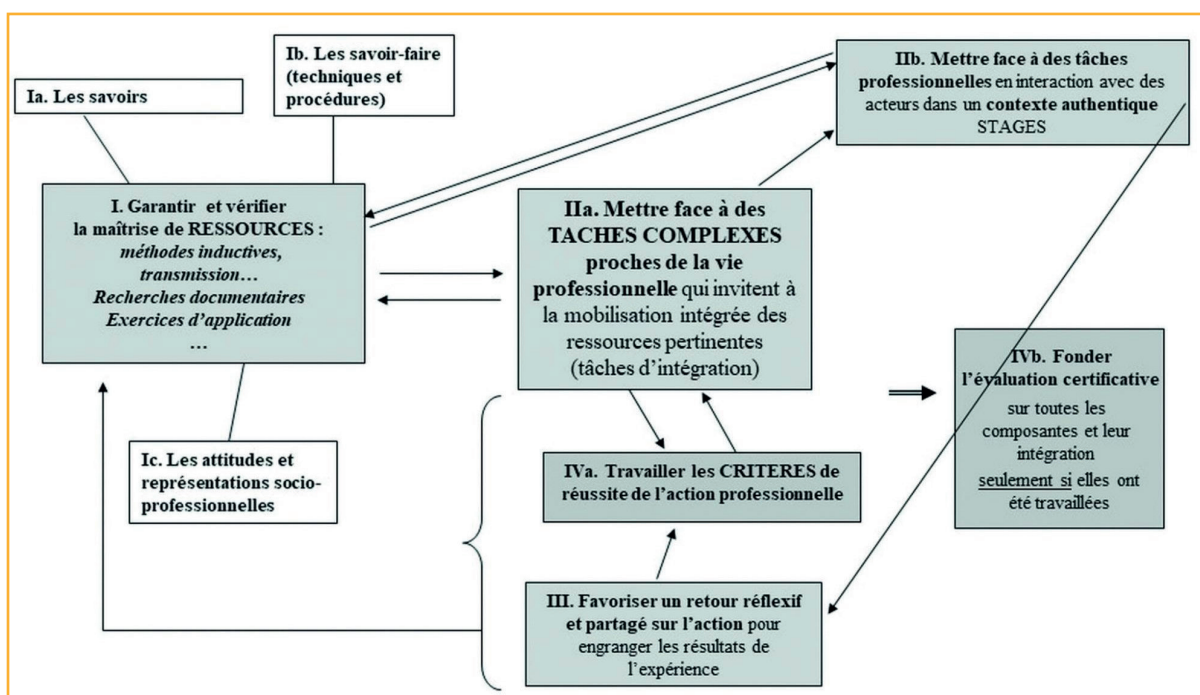 Ia. Les savoirs
Ib. Les savoir-faire
(techniques et
procédures)
IIb. Mettre face à des tâches
professionnelles en interaction avec des
acteurs dans un contexte authentique
STAGES
I. Garantir et vérifier
la maîtrise de RESSOURCES :
méthodes inductives,
transmission…
Recherches documentaires
Exercices d’application
…
IIa. Mettre face à des
TACHES COMPLEXES
proches de la vie
professionnelle qui invitent à
la mobilisation intégrée des
ressources pertinentes
(tâches d’intégration)
IVb. Fonder
l’évaluation certificative
sur toutes les
composantes et leur
intégration
seulement si elles ont
été travaillées
Ic. Les attitudes et
représentations socio-
professionnelles
IVa. Travailler les CRITERES de
réussite de l’action professionnelle
III. Favoriser un retour réflexif
et partagé sur l’action pour
engranger les résultats de
l’expérience